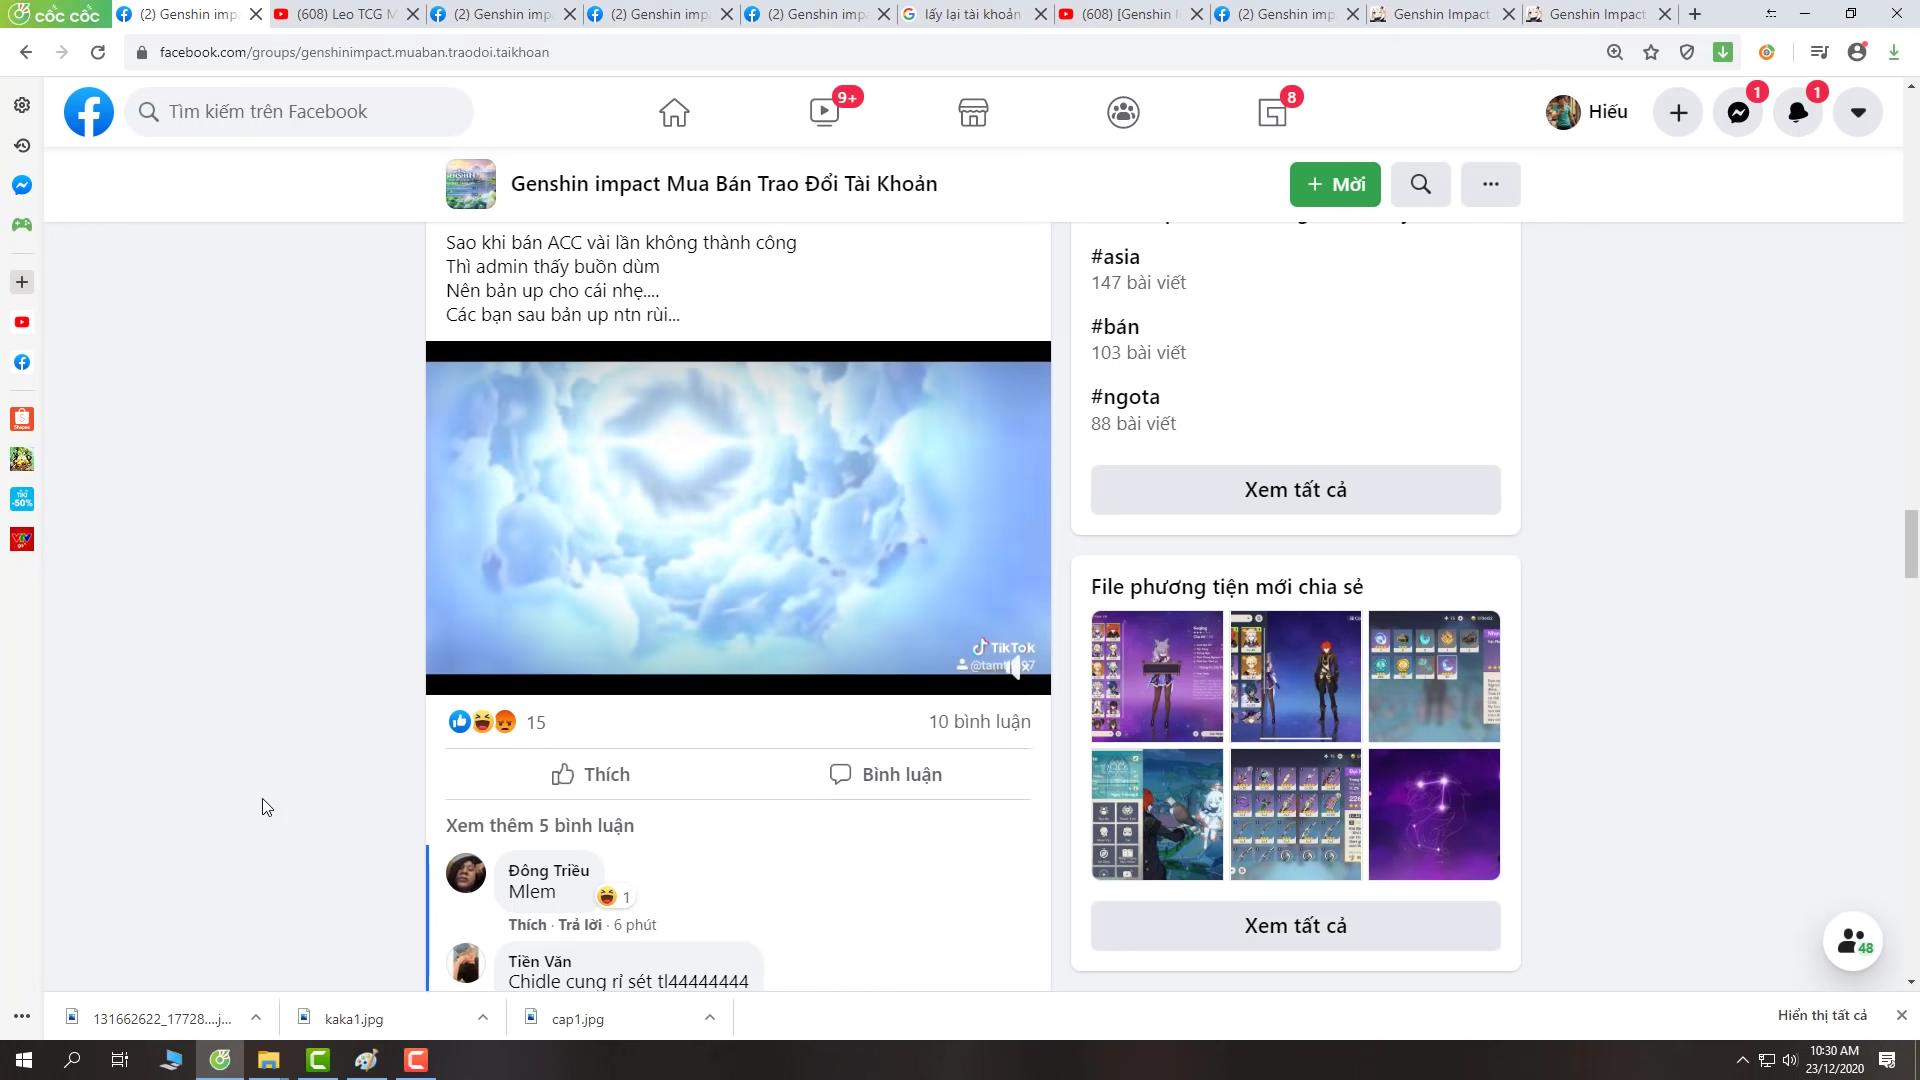 cốc cốc
(2) Genshin imp
(608) Leo TCG M
(2) Genshin imp
(2) Genshin imp
(2) Genshin imp
lấy lại tài khoản
(608) [Genshin I
(2) Genshin imp
Genshin Impact
Genshin Impact
facebook.com/groups/genshinimpact.muaban.traodoi.taikhoan
Tìm kiếm trên Facebook
9+
8
Hiếu
1
1
Genshin impact Mua Bán Trao Đổi Tài Khoản
+ Mời
Sao khi bán ACC vài lần không thành công
Thì admin thấy buồn dùm
Nên bản up cho cái nhẹ....
Các bạn sau bản up ntn rùi...
TikTok
15
10 bình luận
Thích
Bình luận
Xem thêm 5 bình luận
Đông Triều
Mlem
1
Thích · Trả lời · 6 phút
Tiền Văn
Chidle cung rỉ sét tl44444444
#asia
147 bài viết
#bán
103 bài viết
#ngota
88 bài viết
Xem tất cả
File phương tiện mới chia sẻ
Xem tất cả
48
Shopee
TIKI
-50%
VTV
go
131662622_17728....j...
kaka1.jpg
cap1.jpg
Hiển thị tất cả
10:30 AM
23/12/2020